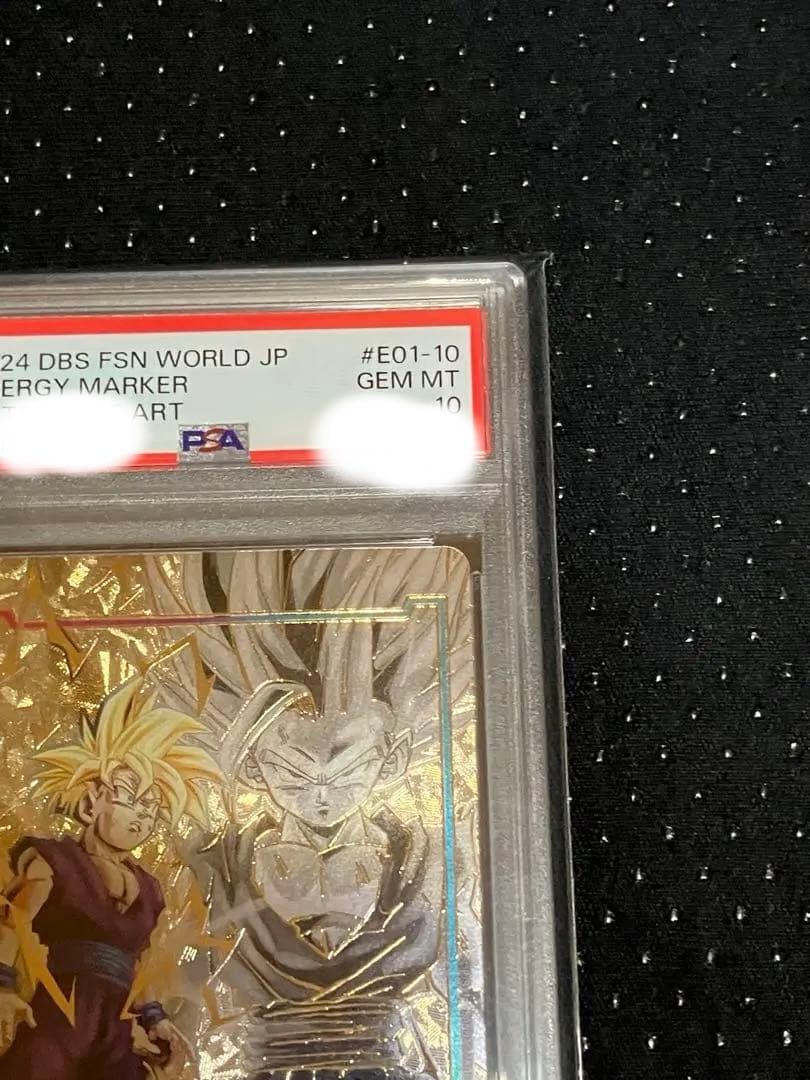 24 DBS FSN WORLD JP #E01-10
ERGY MARKER GEM MT
ART 10
PSA